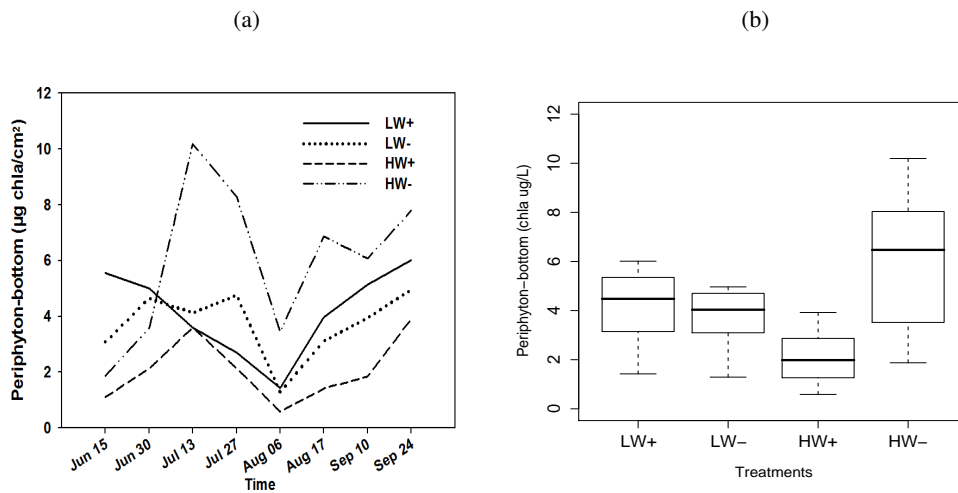 (a)
Periphyton-bottom (µg chla/cm²)
12
10
8
6
4
2
0
LW+
LW-
HW+
HW-
Jun 15
Jun 30
Jul 13
Jul 27
Aug 06
Aug 17
Sep 10
Sep 24
Time
(b)
Periphyton−bottom (chla ug/L)
12
10
8
6
4
2
0
LW+
LW−
HW+
HW−
Treatments